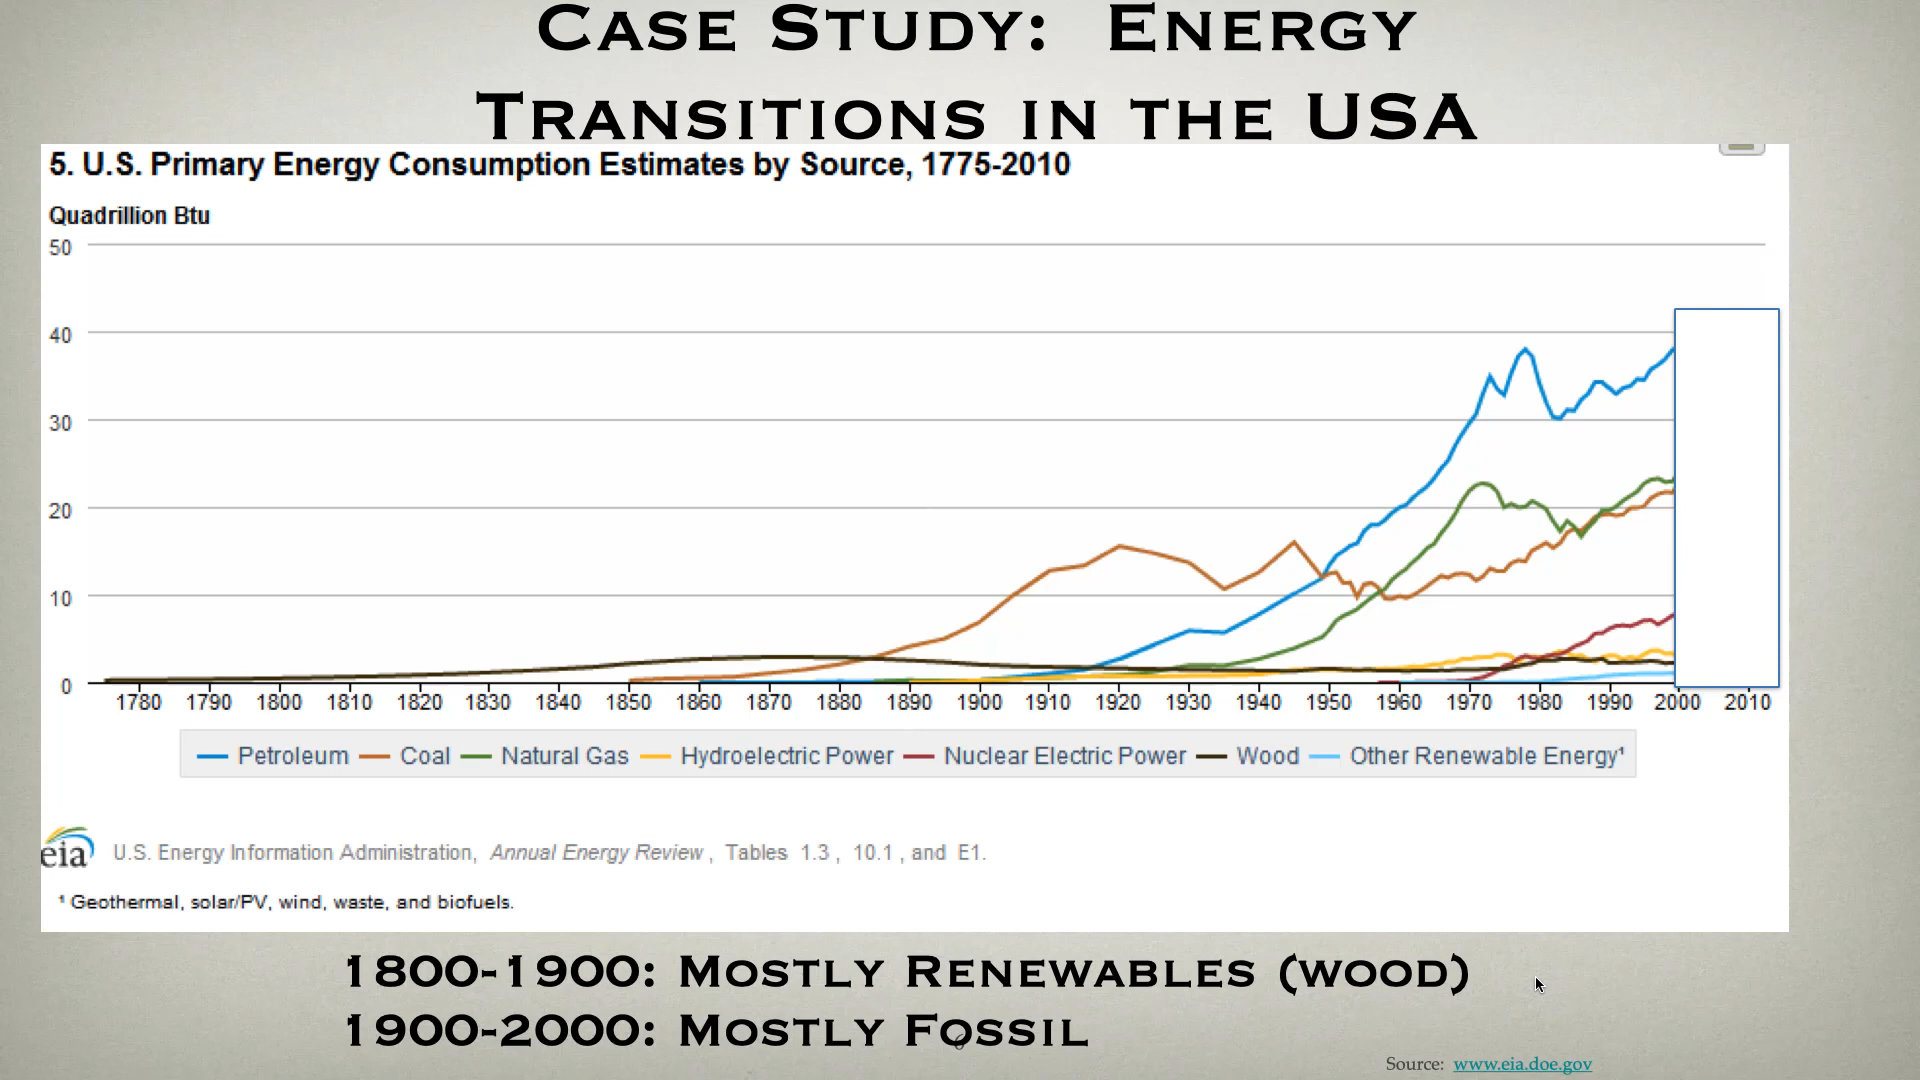 Case Study: Energy
Transitions in the USA
5. U.S. Primary Energy Consumption Estimates by Source, 1775-2010
Quadrillion Btu
50
40
30
20
10
0
1780 1790 1800 1810 1820 1830 1840 1850 1860 1870 1880 1890 1900 1910 1920 1930 1940 1950 1960 1970 1980 1990 2000 2010
Petroleum Coal Natural Gas Hydroelectric Power Nuclear Electric Power Wood Other Renewable Energy¹
eia U.S. Energy Information Administration, Annual Energy Review, Tables 1.3, 10.1, and E1.
¹ Geothermal, solar/PV, wind, waste, and biofuels.
1800-1900: Mostly Renewables (wood)
1900-2000: Mostly Fossil
6
Source: www.eia.doe.gov